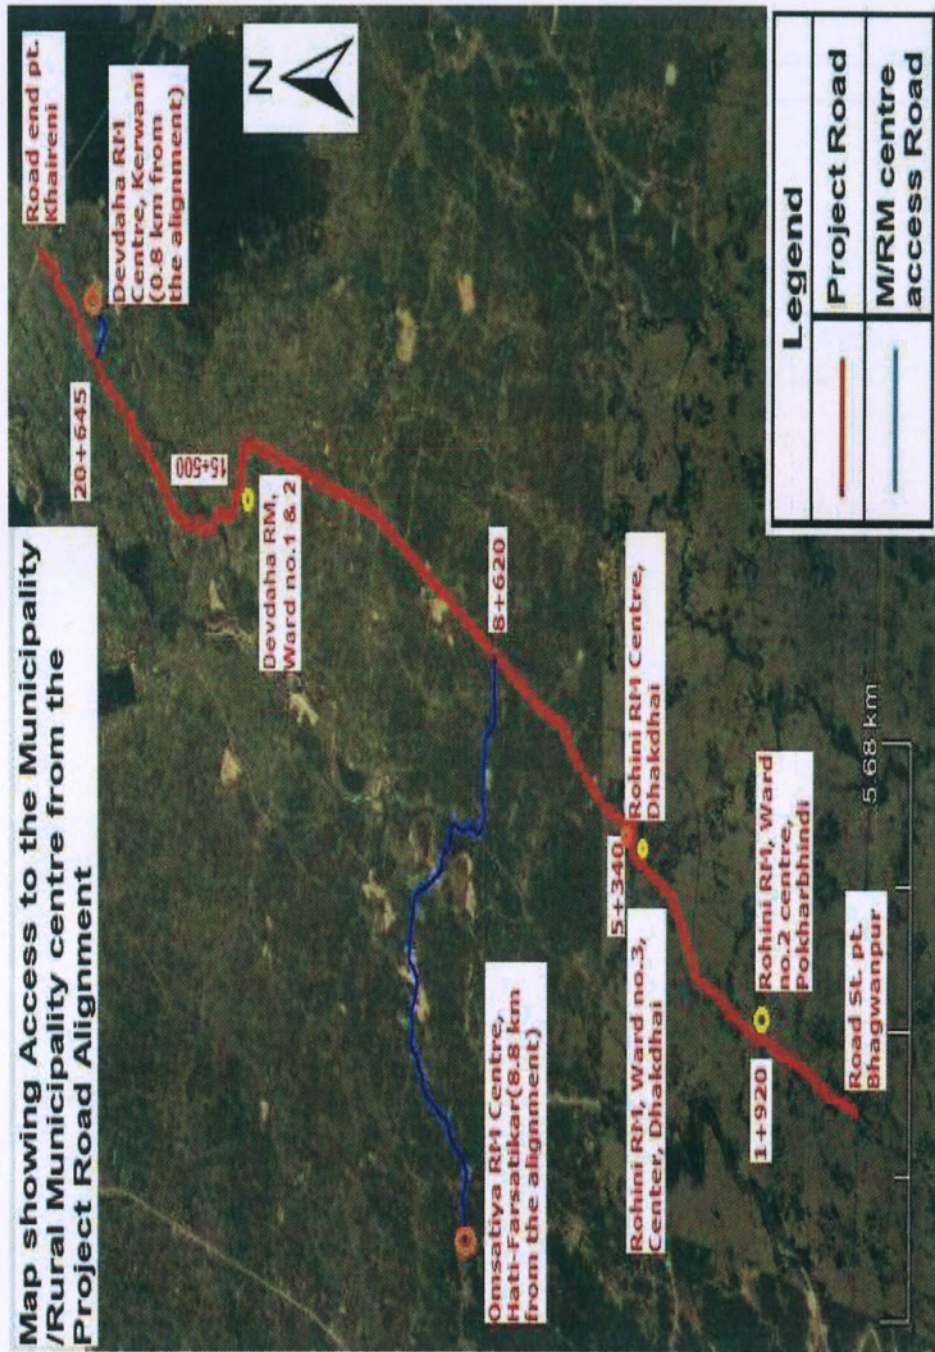 Map showing Access to the Municipality
/Rural Municipality centre from the
Project Road Alignment
Road end pt.
Khaireni
Devdaha RM
Centre, Kerwani
(0.8 km from
the alignment)
N
20+645
15+500
Devdaha RM,
Ward no.1 & 2
8+620
Omsatiya RM Centre,
Hati-Farsatikar(8.8 km
from the alignment)
5+340
Rohini RM Centre,
Dhakdhai
Rohini RM, Ward no.3,
Center, Dhakdhai
Rohini RM, Ward
no.2 centre,
Pokharbhindi
1+920
Road St. pt.
Bhagwanpur
5.68 km
Legend
Project Road
M/RM centre
access Road